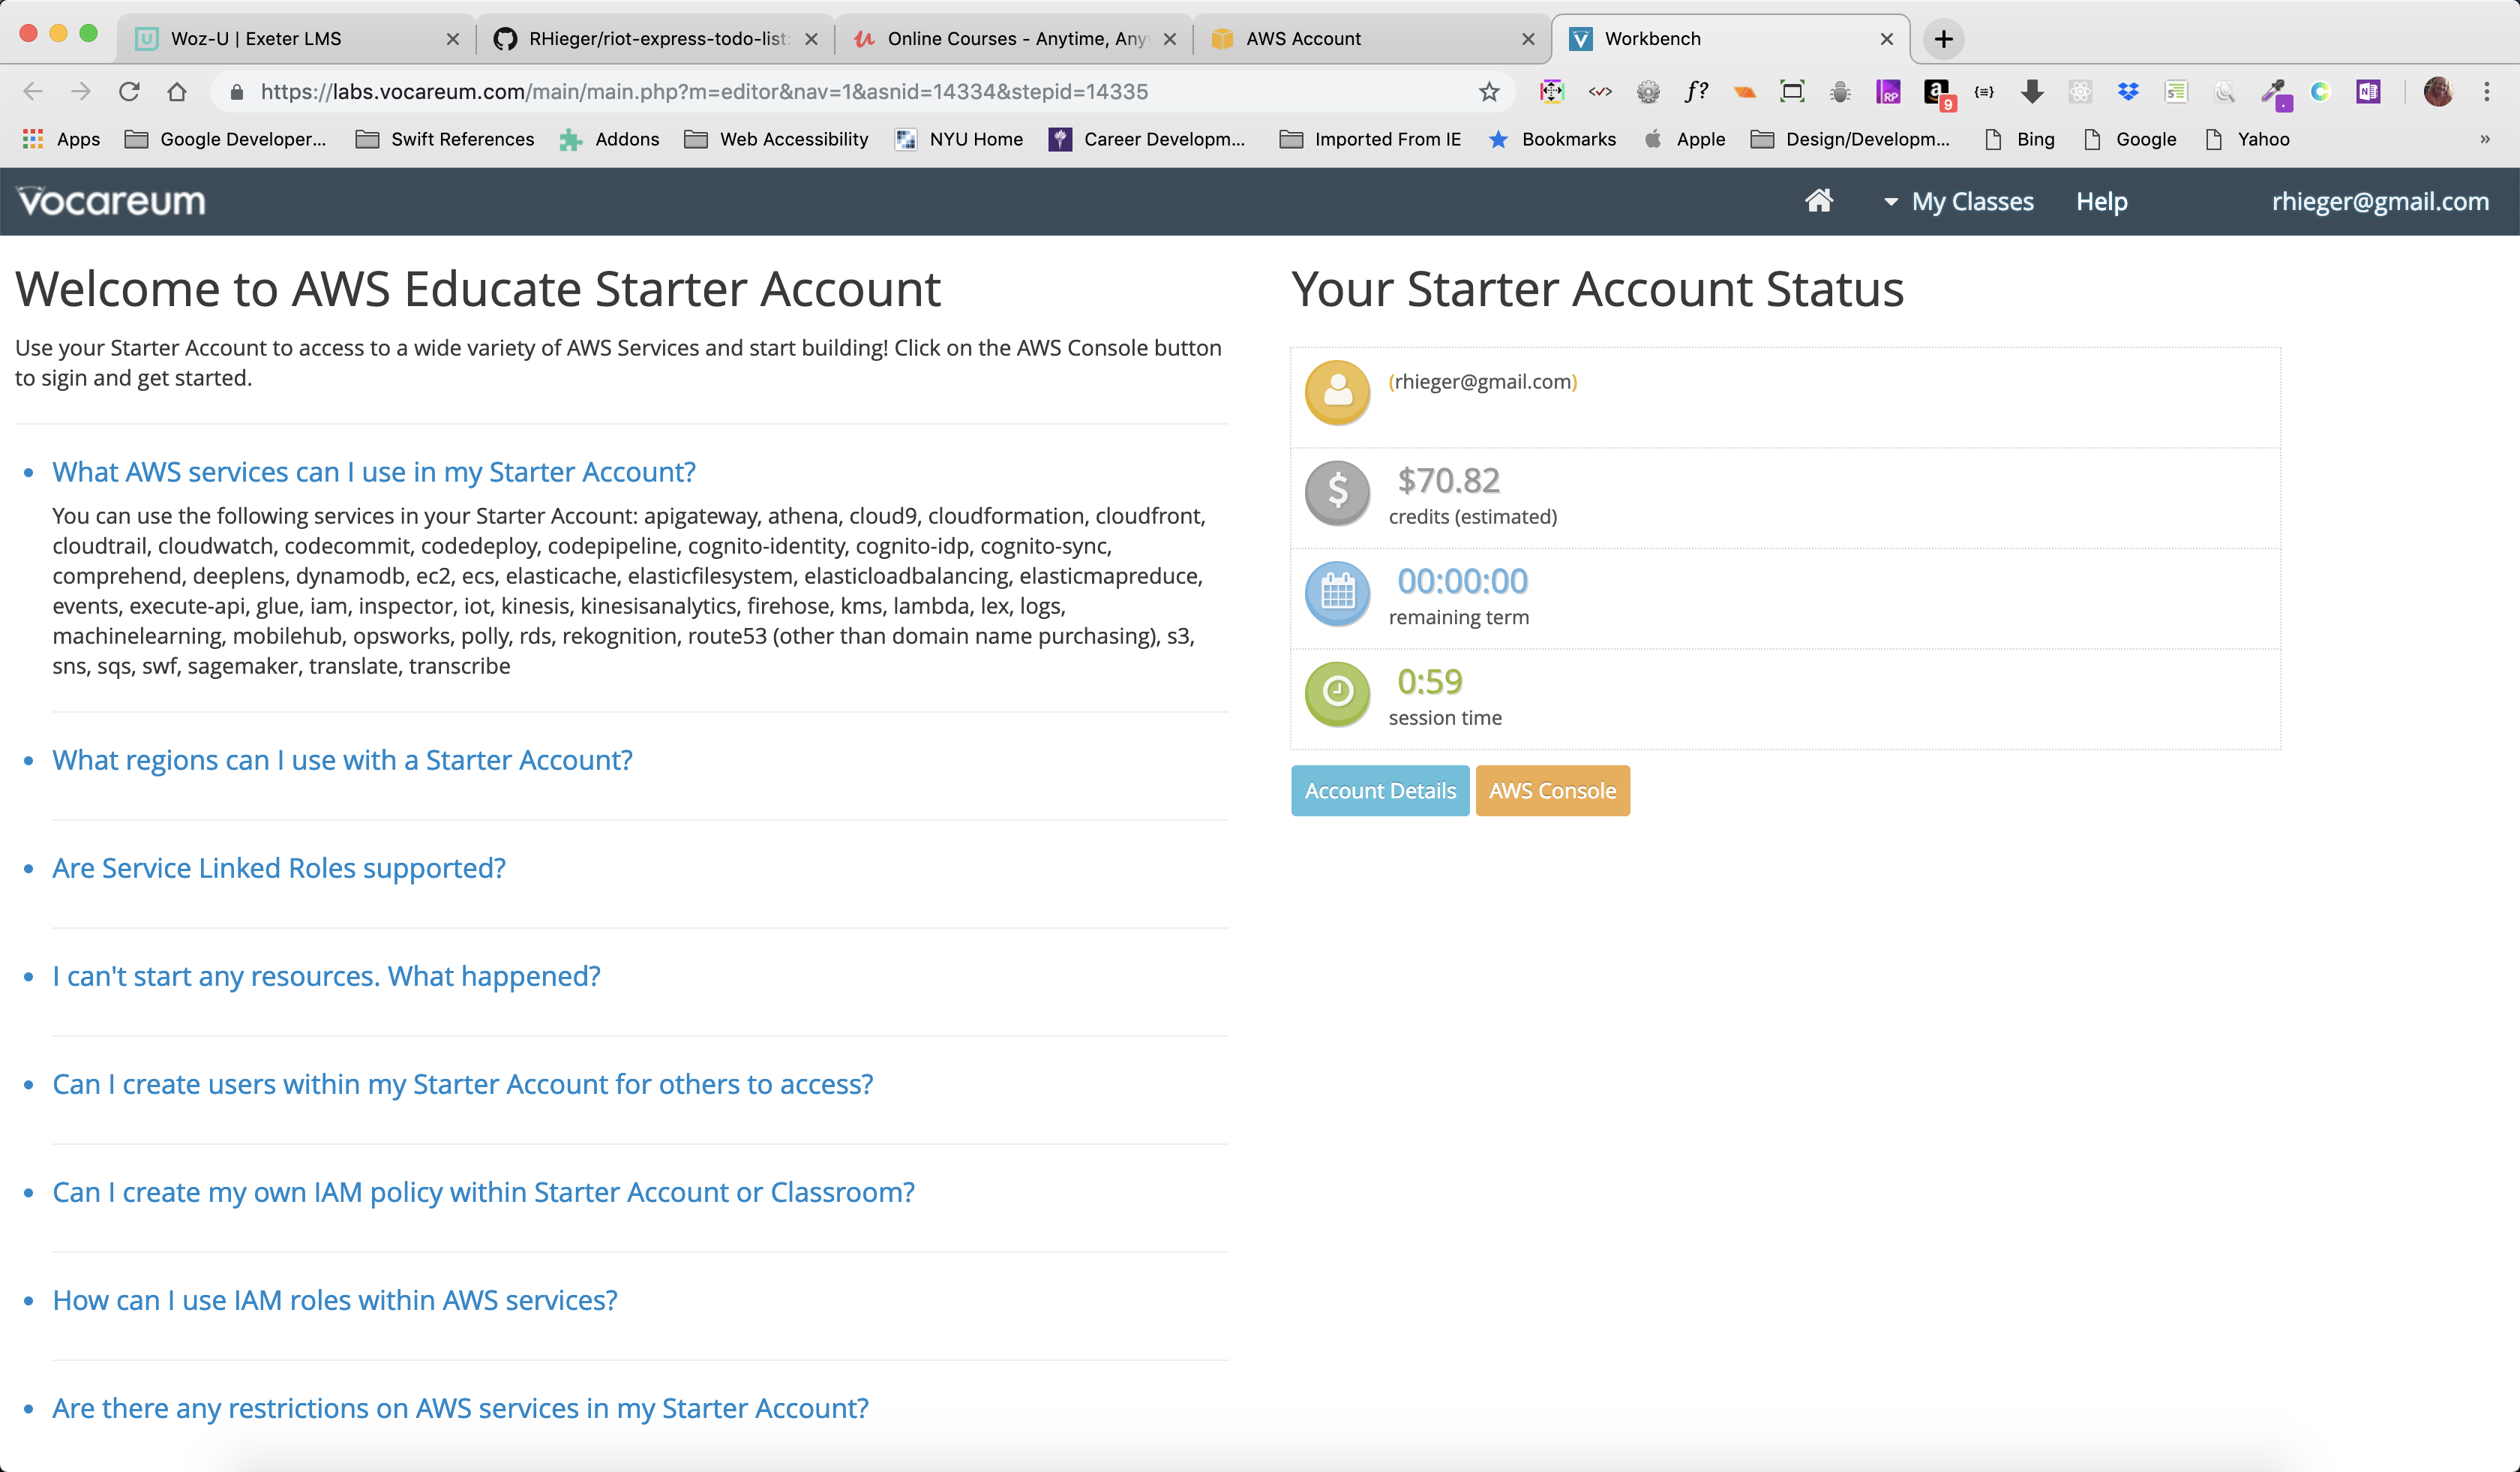 Woz-U | Exeter LMS
RHieger/riot-express-todo-list:
Online Courses - Anytime, Any
AWS Account
Workbench
https://labs.vocareum.com/main/main.php?m=editor&nav=1&asnid=14334&stepid=14335
f?
RP
a
9
N
Apps
Google Developer...
Swift References
Addons
Web Accessibility
NYU Home
Career Developm...
Imported From IE
Bookmarks
Apple
Design/Developm...
Bing
Google
Yahoo
»
vocareum
My Classes
Help
rhieger@gmail.com
Welcome to AWS Educate Starter Account
Use your Starter Account to access to a wide variety of AWS Services and start building! Click on the AWS Console button
to sigin and get started.
• What AWS services can I use in my Starter Account?
You can use the following services in your Starter Account: apigateway, athena, cloud9, cloudformation, cloudfront,
cloudtrail, cloudwatch, codecommit, codedeploy, codepipeline, cognito-identity, cognito-idp, cognito-sync,
comprehend, deeplens, dynamodb, ec2, ecs, elasticache, elasticfilesystem, elasticloadbalancing, elasticmapreduce,
events, execute-api, glue, iam, inspector, iot, kinesis, kinesisanalytics, firehose, kms, lambda, lex, logs,
machinelearning, mobilehub, opsworks, polly, rds, rekognition, route53 (other than domain name purchasing), s3,
sns, sqs, swf, sagemaker, translate, transcribe
• What regions can I use with a Starter Account?
• Are Service Linked Roles supported?
• I can't start any resources. What happened?
• Can I create users within my Starter Account for others to access?
• Can I create my own IAM policy within Starter Account or Classroom?
• How can I use IAM roles within AWS services?
• Are there any restrictions on AWS services in my Starter Account?
Your Starter Account Status
(rhieger@gmail.com)
$
$70.82
credits (estimated)
00:00:00
remaining term
0:59
session time
Account Details
AWS Console